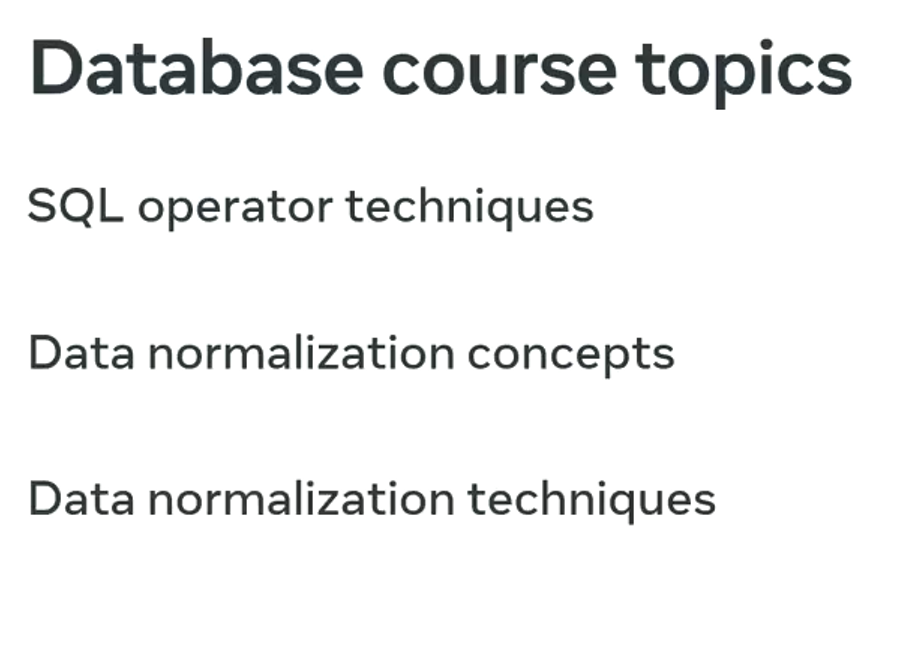 Database course topics
SQL operator techniques
Data normalization concepts
Data normalization techniques